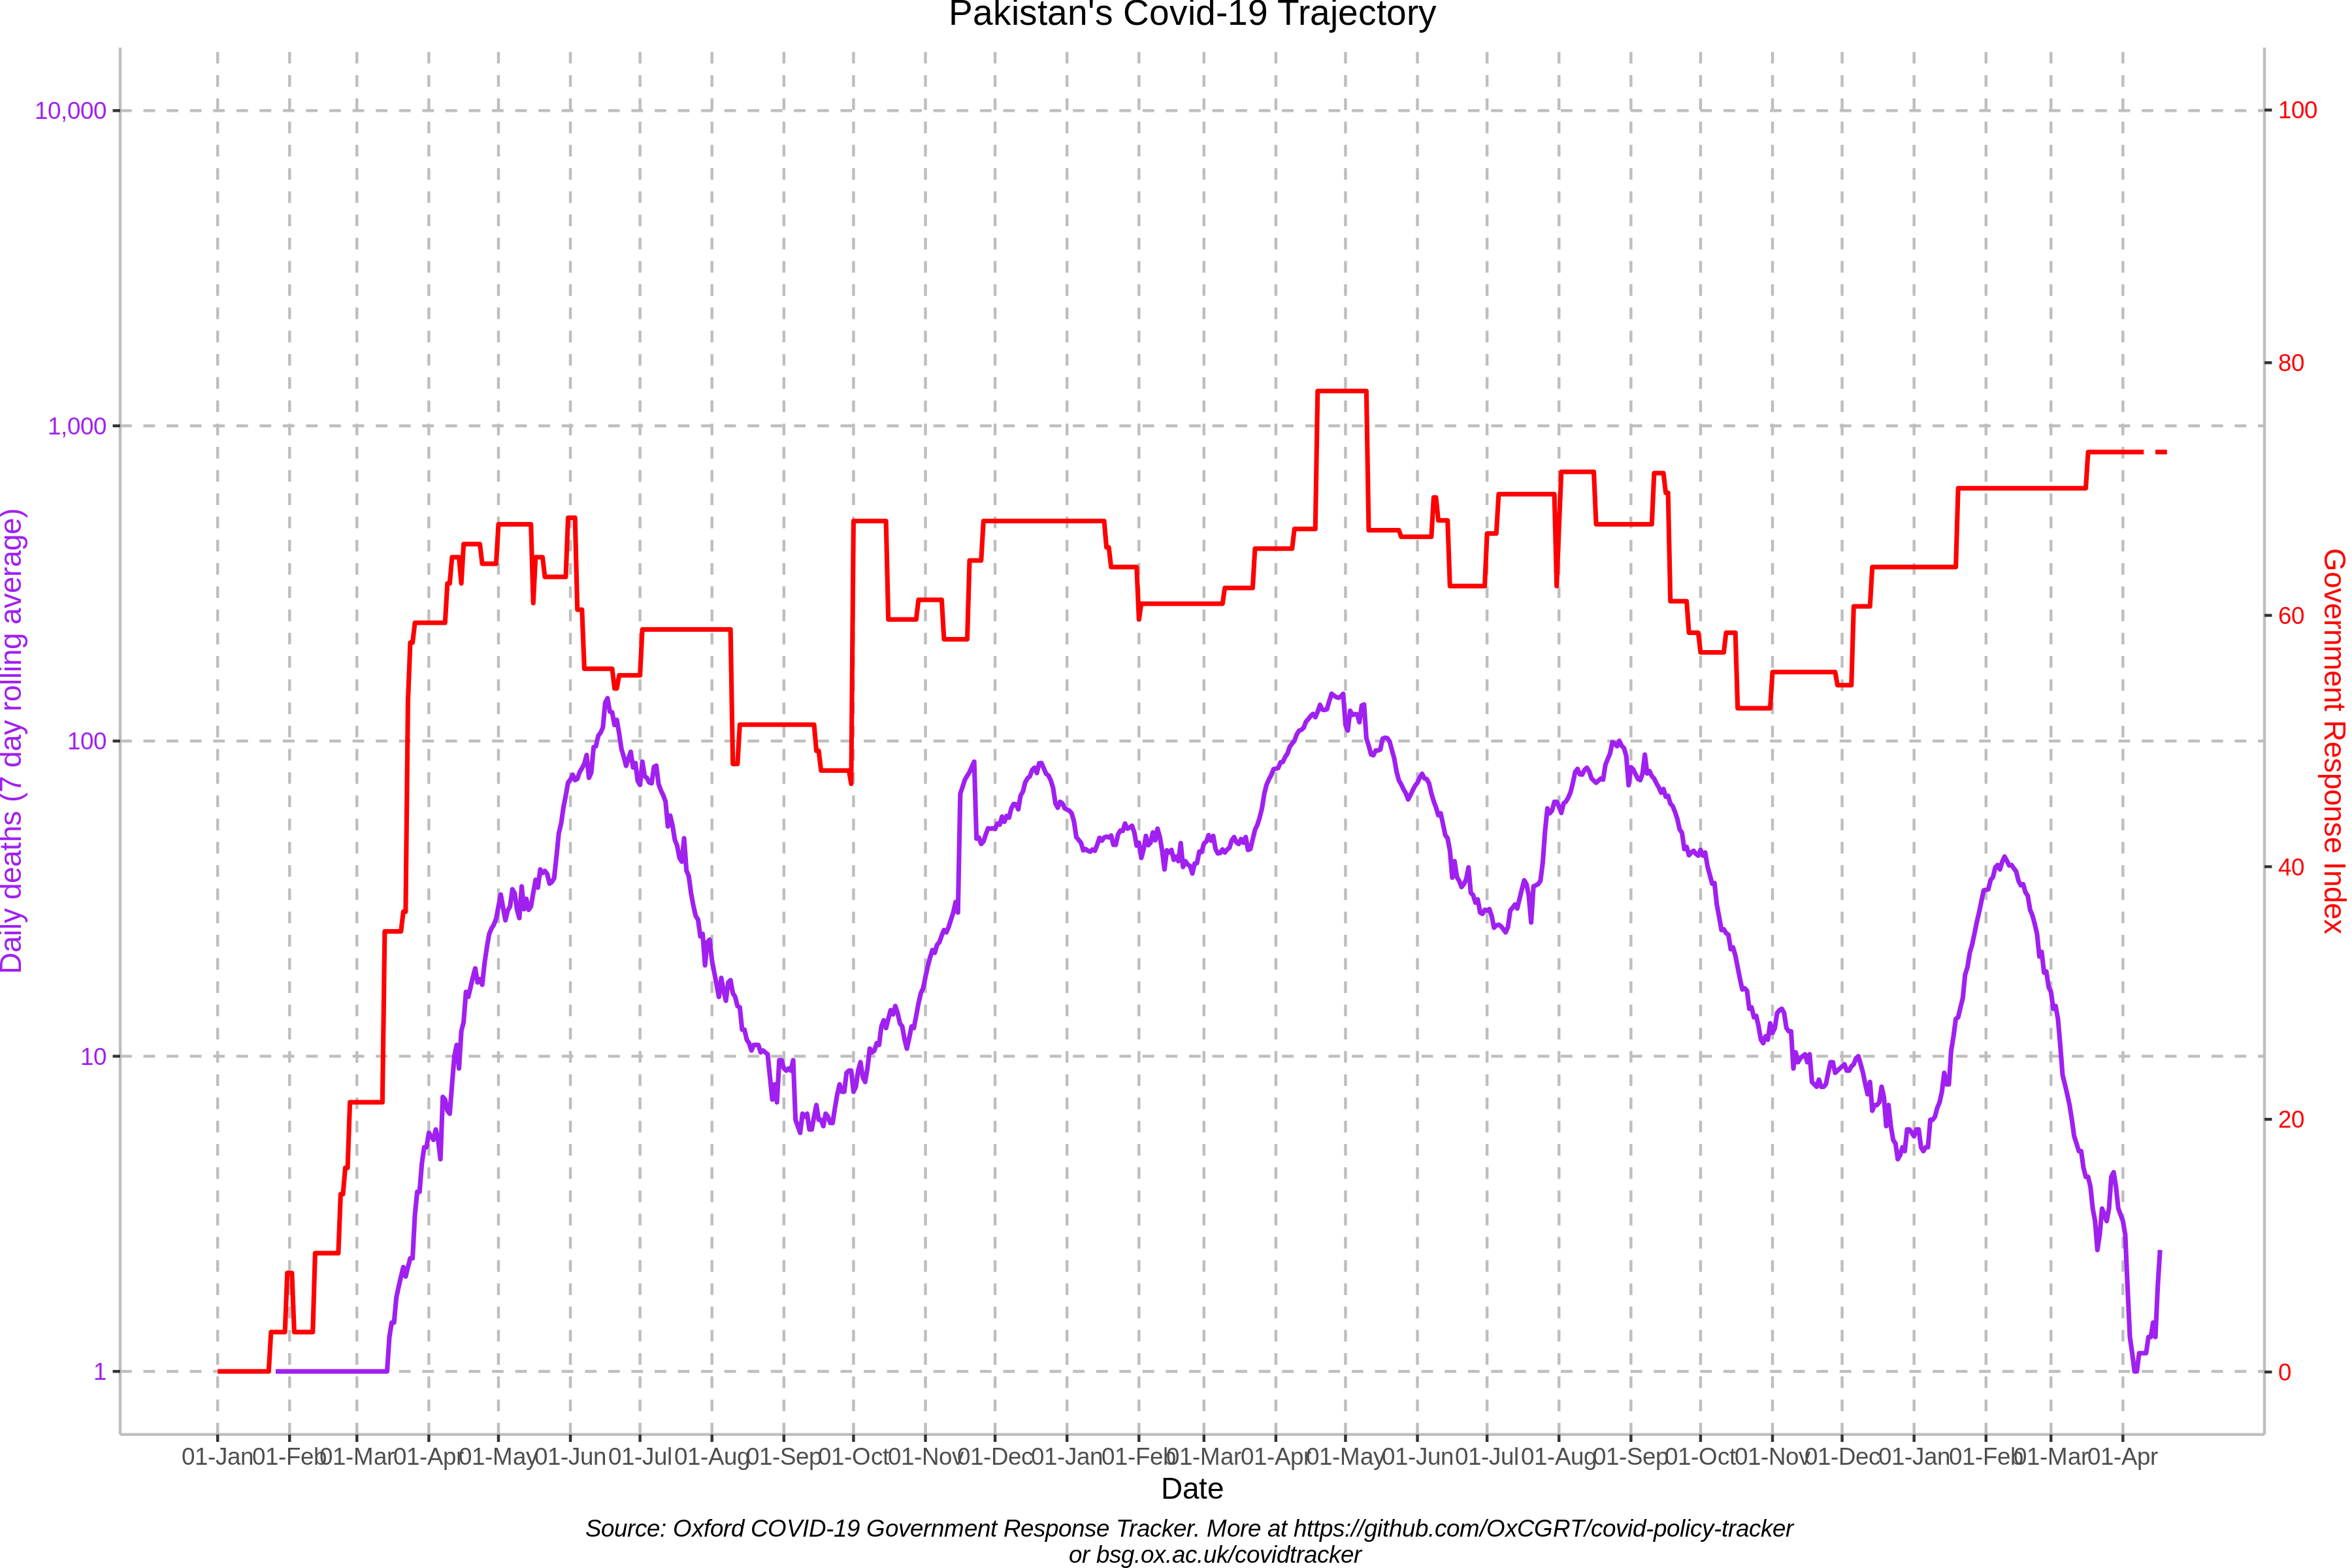 Pakistan's Covid-19 Trajectory
10,000
1,000
100
10
1
Daily deaths (7 day rolling average)
100
80
60
40
20
0
Government Response Index
01-Jan 01-Feb 01-Mar 01-Apr 01-May 01-Jun 01-Jul 01-Aug 01-Sep 01-Oct 01-Nov 01-Dec 01-Jan 01-Feb 01-Mar 01-Apr 01-May 01-Jun 01-Jul 01-Aug 01-Sep 01-Oct 01-Nov 01-Dec 01-Jan 01-Feb 01-Mar 01-Apr
Date
Source: Oxford COVID-19 Government Response Tracker. More at https://github.com/OxCGRT/covid-policy-tracker
or bsg.ox.ac.uk/covidtracker